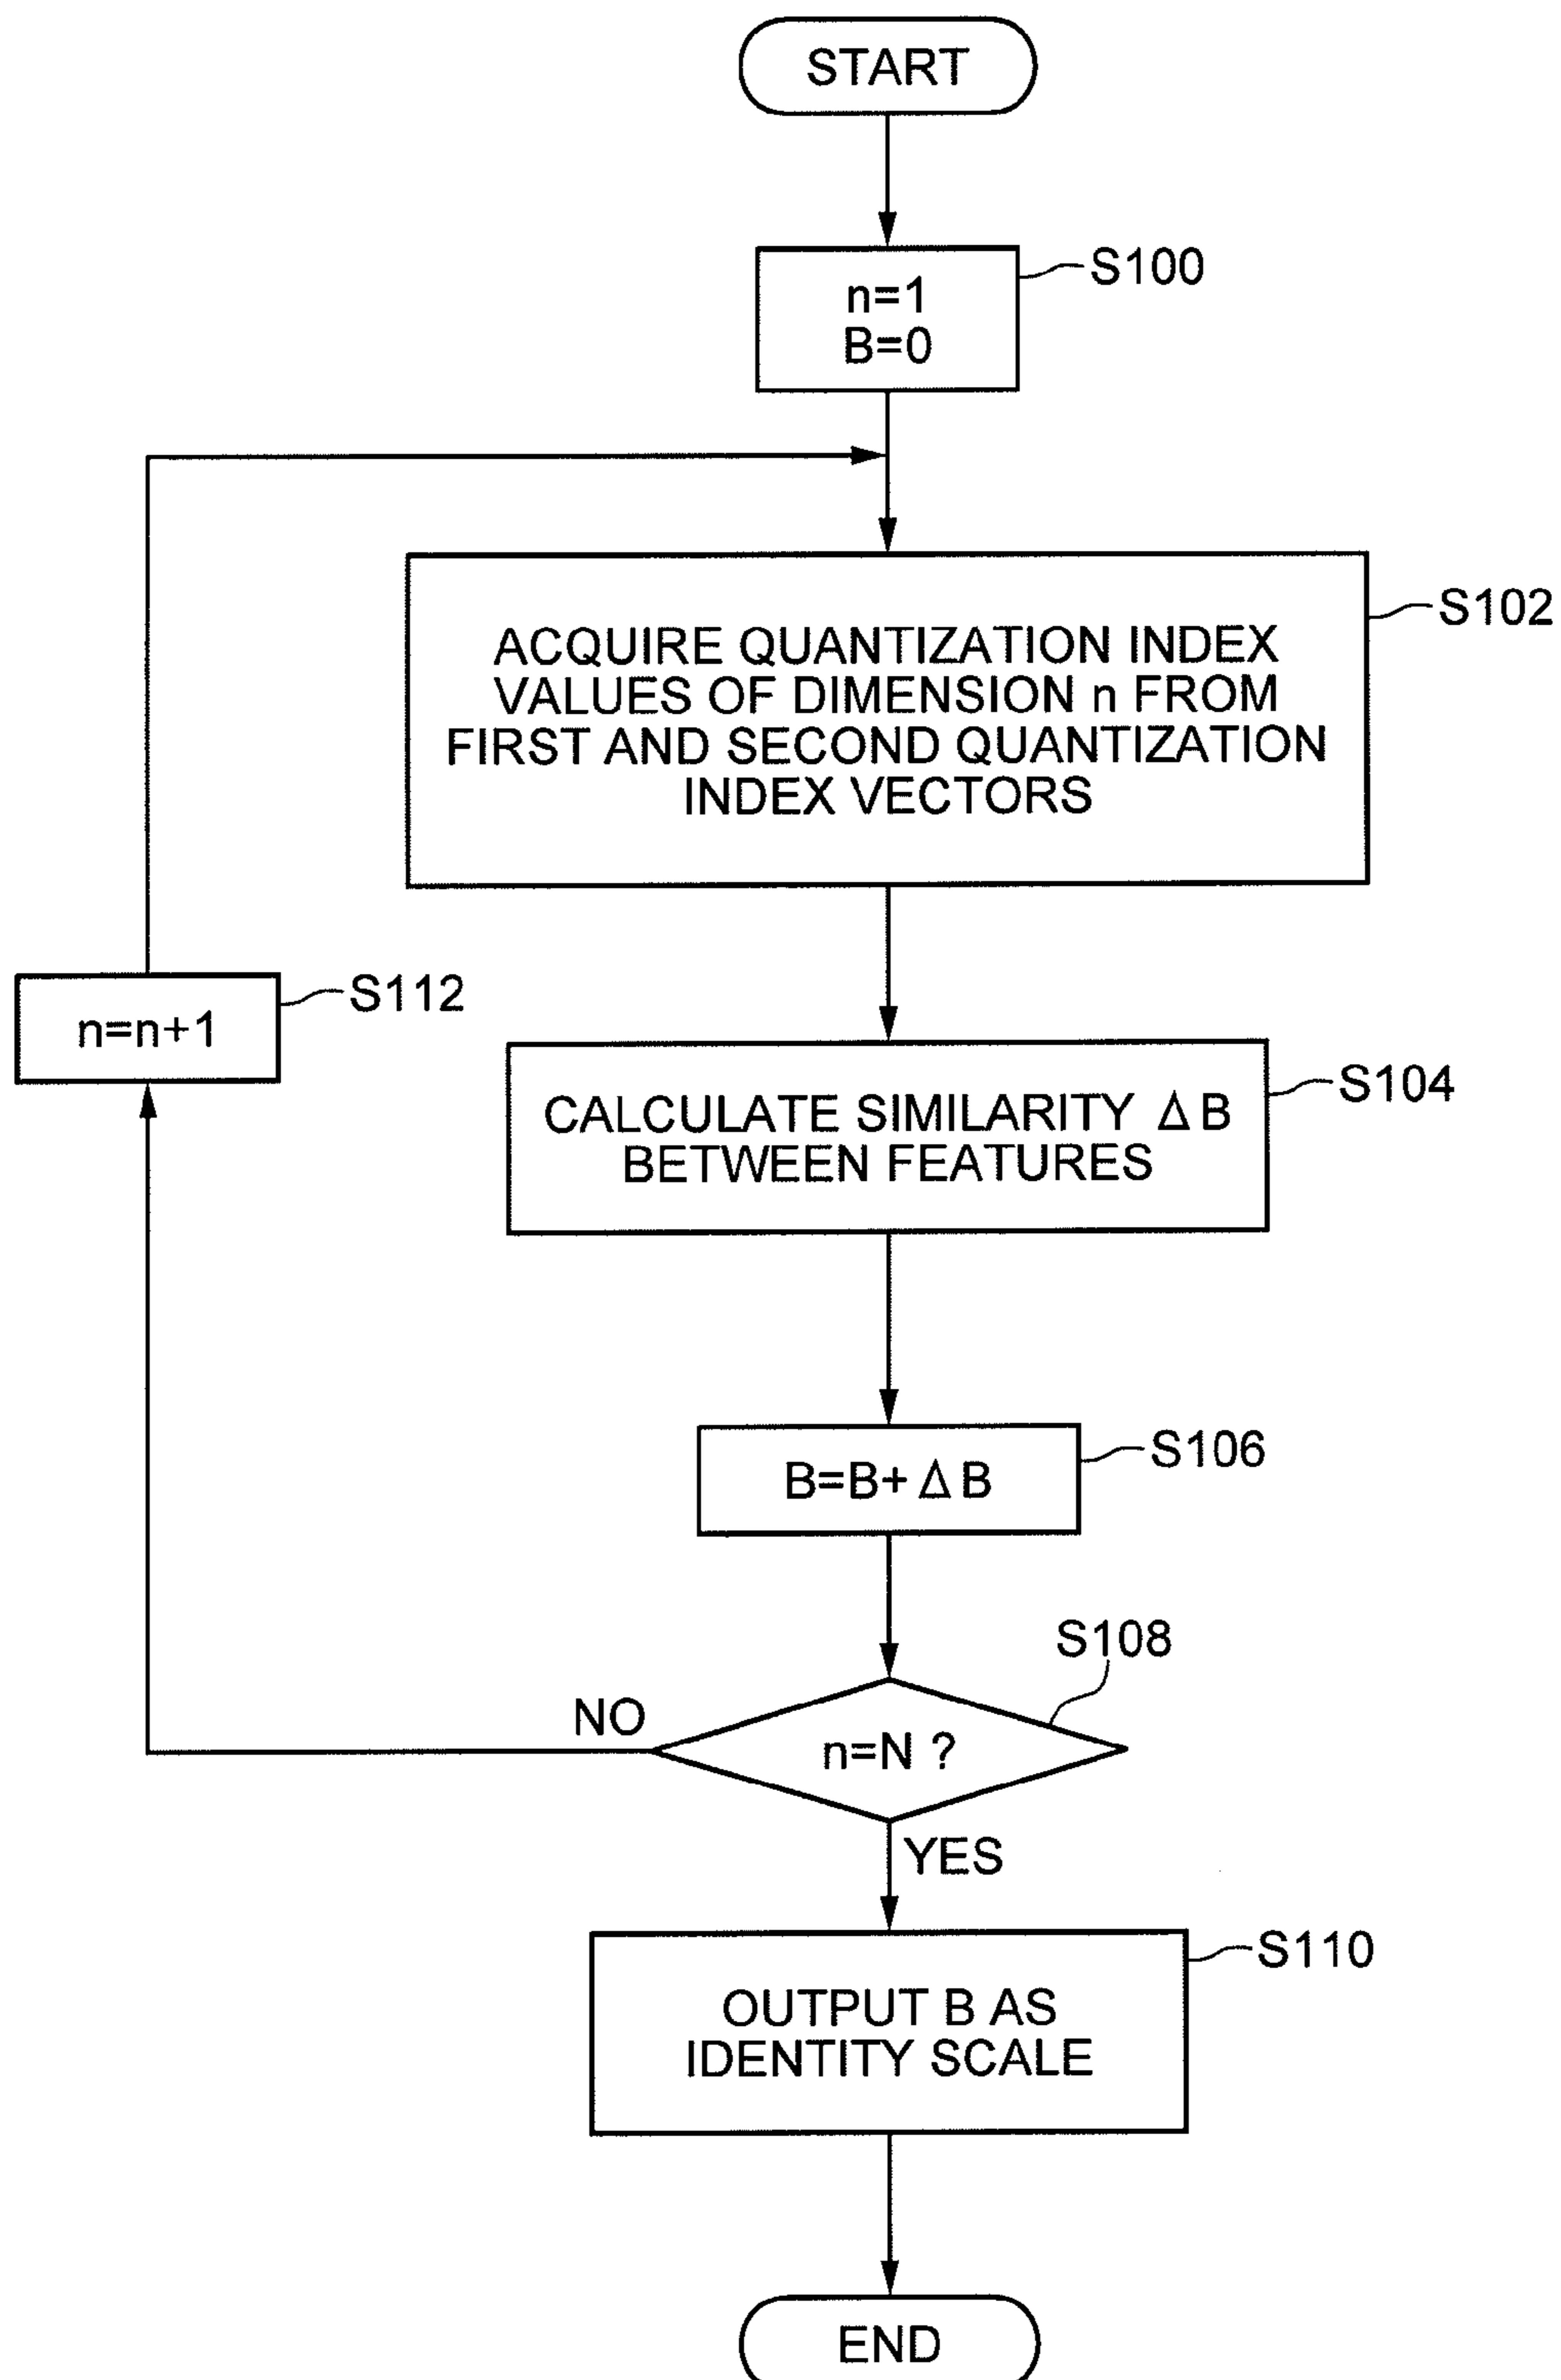 START
S100
n=1
B=0
S102
ACQUIRE QUANTIZATION INDEX
VALUES OF DIMENSION n FROM
FIRST AND SECOND QUANTIZATION
INDEX VECTORS
S112
n=n+1
S104
CALCULATE SIMILARITY ΔB
BETWEEN FEATURES
S106
B=B+ΔB
S108
NO
n=N ?
YES
S110
OUTPUT B AS
IDENTITY SCALE
END